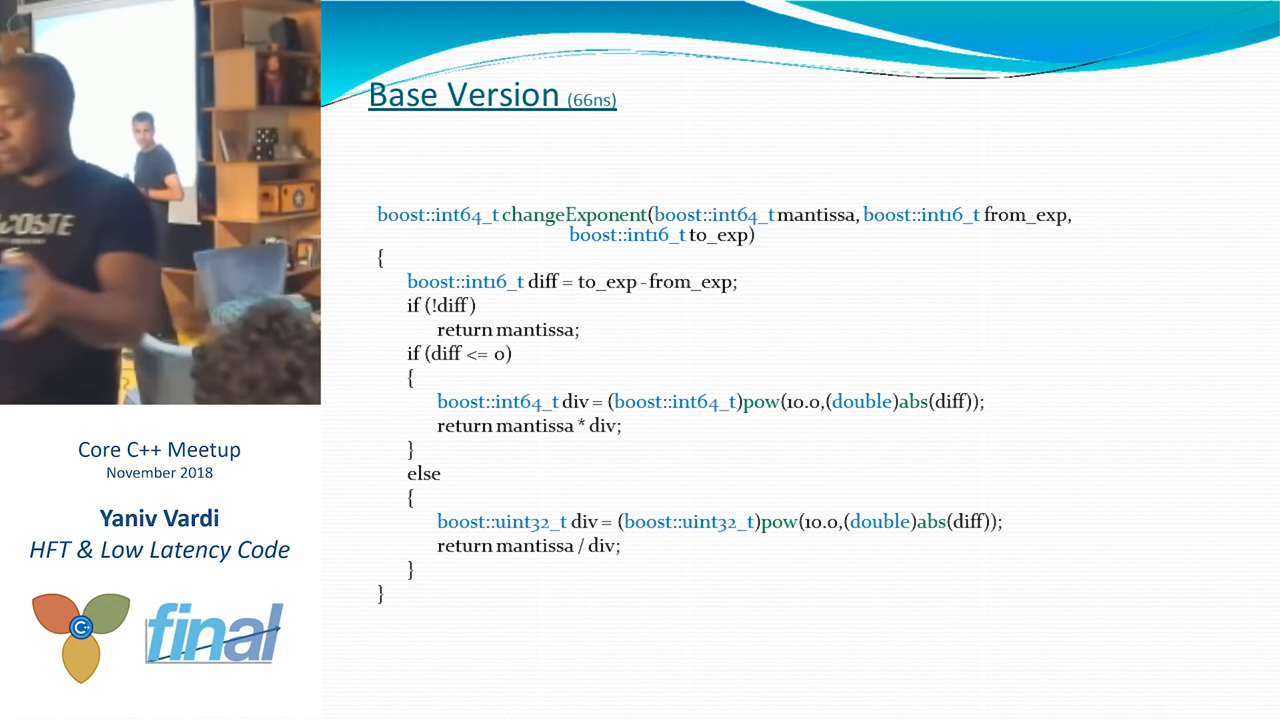 Base Version (66ns)
boost::int64_t changeExponent(boost::int64_t mantissa, boost::int16_t from_exp,
boost::int16_t to_exp)
{
boost::int16_t diff = to_exp - from_exp;
if (!diff)
return mantissa;
if (diff <= 0)
{
boost::int64_t div = (boost::int64_t)pow(10.0,(double)abs(diff));
return mantissa * div;
}
else
{
boost::uint32_t div = (boost::uint32_t)pow(10.0,(double)abs(diff));
return mantissa / div;
}
}
Core C++ Meetup
November 2018
Yaniv Vardi
HFT & Low Latency Code
C++
final